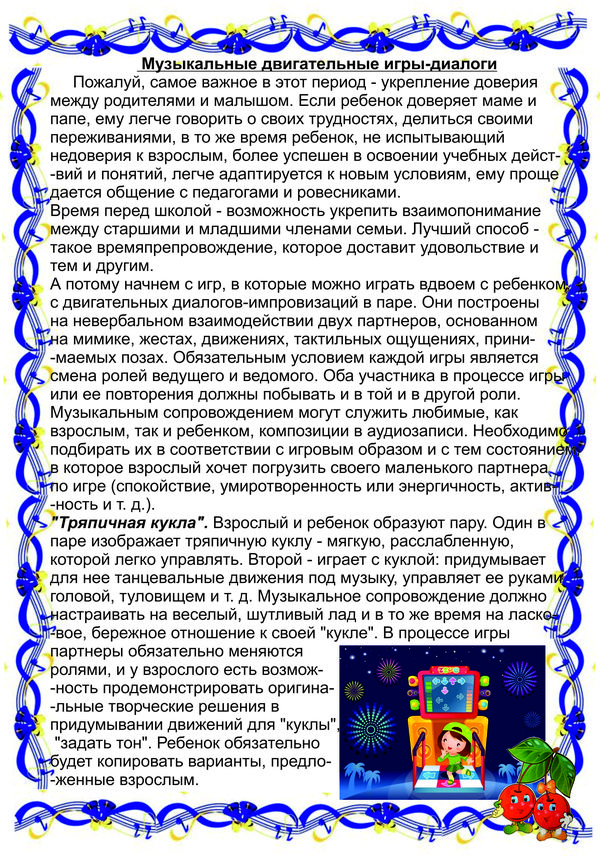 Музыкальные двигательные игры-диалоги
Пожалуй, самое важное в этот период - укрепление доверия
между родителями и малышом. Если ребенок доверяет маме и
папе, ему легче говорить о своих трудностях, делиться своими
переживаниями, в то же время ребенок, не испытывающий
недоверия к взрослым, более успешен в освоении учебных дейст-
-вий и понятий, легче адаптируется к новым условиям, ему проще
дается общение с педагогами и ровесниками.
Время перед школой - возможность укрепить взаимопонимание
между старшими и младшими членами семьи. Лучший способ -
такое времяпрепровождение, которое доставит удовольствие и
тем и другим.
А потому начнем с игр, в которые можно играть вдвоем с ребенком,
с двигательных диалогов-импровизаций в паре. Они построены
на невербальном взаимодействии двух партнеров, основанном
на мимике, жестах, движениях, тактильных ощущениях, прини-
-маемых позах. Обязательным условием каждой игры является
смена ролей ведущего и ведомого. Оба участника в процессе игры
или ее повторения должны побывать и в той и в другой роли.
Музыкальным сопровождением могут служить любимые, как
взрослым, так и ребенком, композиции в аудиозаписи. Необходимо
подбирать их в соответствии с игровым образом и с тем состоянием,
в которое взрослый хочет погрузить своего маленького партнера
по игре (спокойствие, умиротворенность или энергичность, актив-
-ность и т. д.).
"Тряпичная кукла". Взрослый и ребенок образуют пару. Один в
паре изображает тряпичную куклу - мягкую, расслабленную,
которой легко управлять. Второй - играет с куклой: придумывает
для нее танцевальные движения под музыку, управляет ее руками,
головой, туловищем и т. д. Музыкальное сопровождение должно
настраивать на веселый, шутливый лад и в то же время на ласко-
-вое, бережное отношение к своей "кукле". В процессе игры
партнеры обязательно меняются
ролями, и у взрослого есть возмож-
-ность продемонстрировать оригина-
-льные творческие решения в
придумывании движений для "куклы",
"задать тон". Ребенок обязательно
будет копировать варианты, предло-
-женные взрослым.